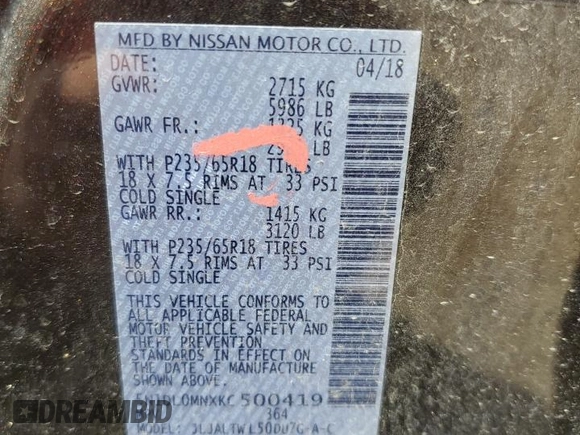 MFD BY NISSAN MOTOR CO., LTD.
DATE: 04/18
GVWR: 2715 KG
5986 LB
GAWR FR.: KG
LB
WITH P235/65R18 TIRES
18 X 7.5 RIMS AT 33 PSI
COLD SINGLE
GAWR RR.: 1415 KG
3120 LB
WITH P235/65R18 TIRES
18 X 7.5 RIMS AT 33 PSI
COLD SINGLE
THIS VEHICLE CONFORMS TO
ALL APPLICABLE FEDERAL
MOTOR VEHICLE SAFETY AND
THEFT PREVENTION
STANDARDS IN EFFECT ON
THE DATE OF MANUFACTURE
SHOWN ABOVE.
500419
364